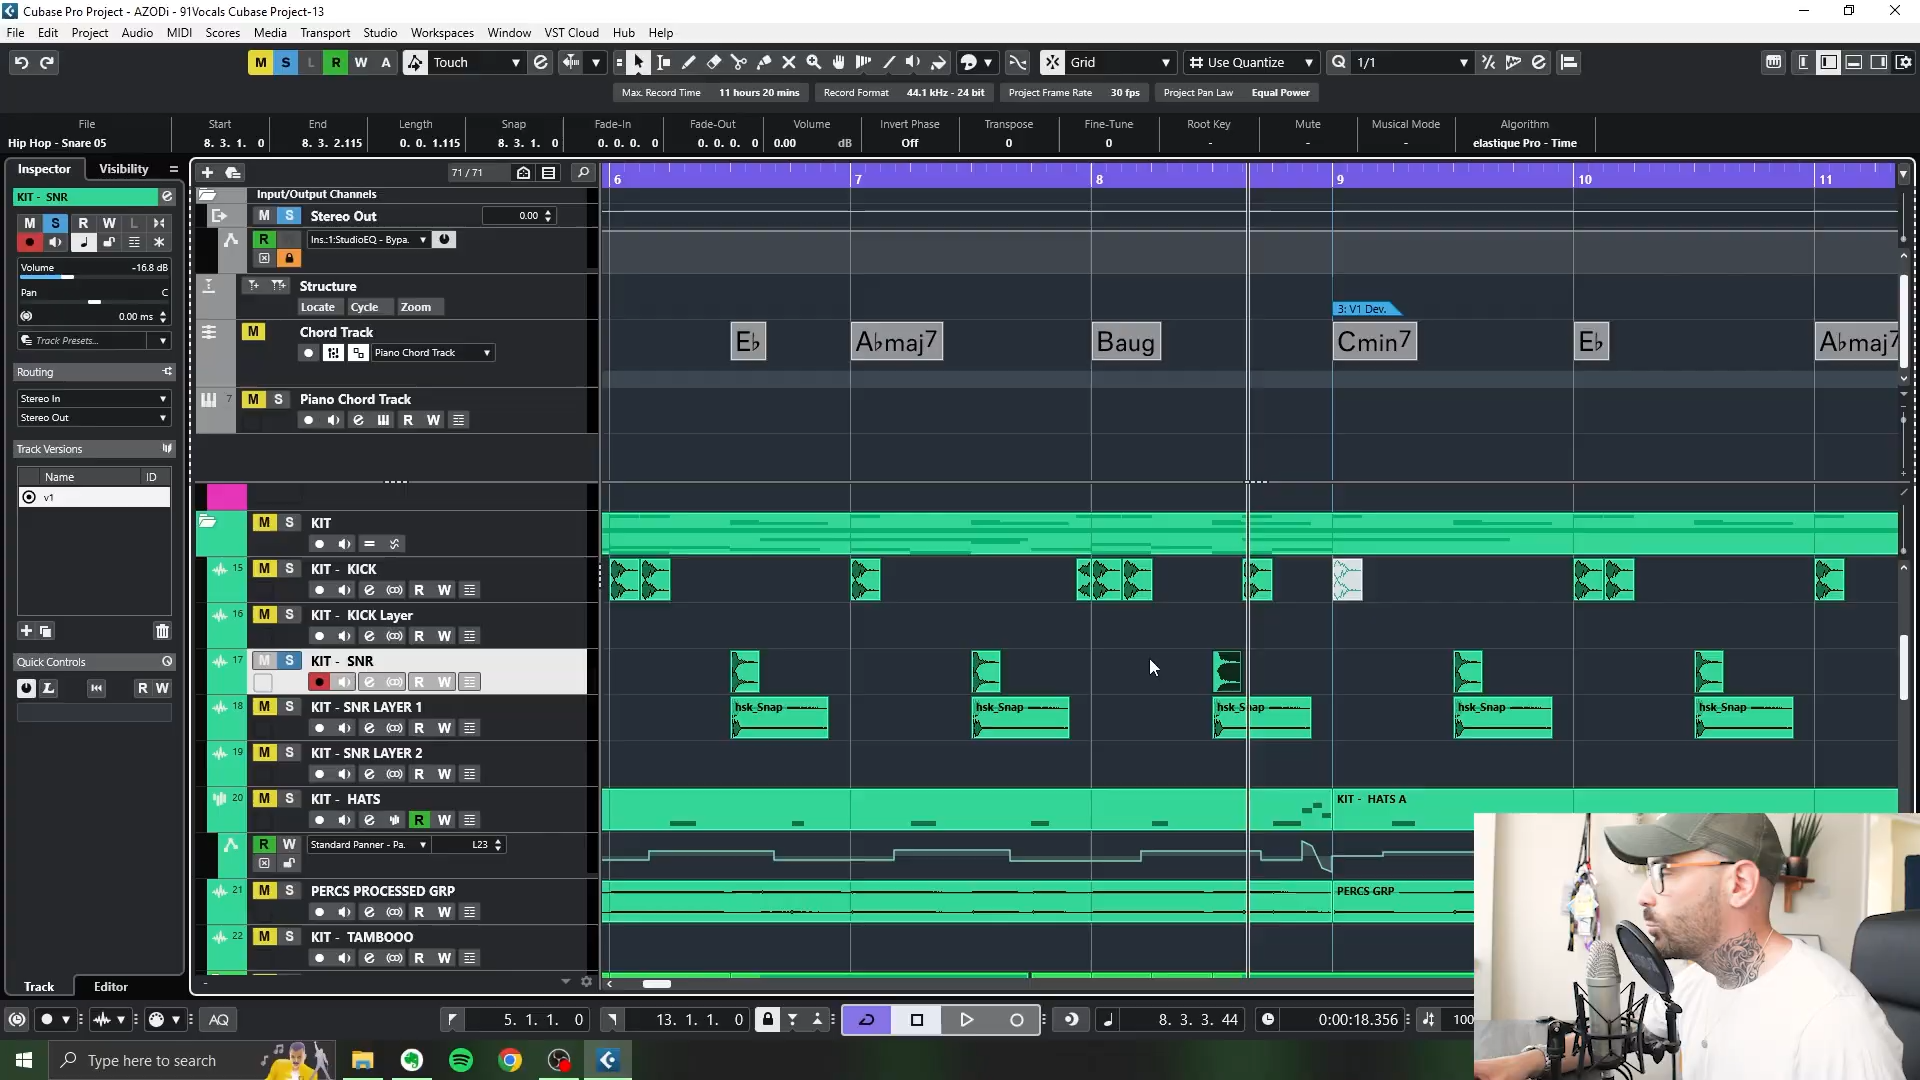 Cubase Pro Project - AZODi - 91Vocals Cubase Project-13
File Edit Project Audio MIDI Scores Media Transport Studio Workspaces Window VST Cloud Hub Help
M S L R W A Touch Grid Use Quantize Q 1/1
Max. Record Time 11 hours 20 mins Record Format 44.1 kHz - 24 bit Project Frame Rate 30 fps Project Pan Law Equal Power
File Start End Length Snap Fade-In Fade-Out Volume Invert Phase Transpose Fine-Tune Root Key Mute Musical Mode Algorithm
Hip Hop - Snare 05 8. 3. 1. 0 8. 3. 2.115 0. 0. 1.115 8. 3. 1. 0 0. 0. 0. 0 0. 0. 0. 0 0.00 dB Off 0 0 - - - elastique Pro - Time
Inspector Visibility
KIT - SNR
M S R W L
Volume -16.8 dB
Pan C
0.00 ms
Track Presets...
Routing
Stereo In
Stereo Out
Track Versions
Name ID
v1
Quick Controls
L R W
Track Editor
71 / 71
6 7 8 9 10 11
Input/Output Channels
M S Stereo Out 0.00
R Ins.:1:StudioEQ - Bypa.
Structure
Locate Cycle Zoom
3: V1 Dev.
M Chord Track
Piano Chord Track
E♭ A♭maj7 Baug Cmin7 E♭ A♭maj7
7 M S Piano Chord Track
R W
M S KIT
15 M S KIT - KICK
R W
16 M S KIT - KICK Layer
R W
17 M S KIT - SNR
R W
18 M S KIT - SNR LAYER 1
R W
hsk_Snap hsk_Snap hsk_Snap hsk_Snap hsk_Snap
19 M S KIT - SNR LAYER 2
R W
20 M S KIT - HATS
R W
KIT - HATS A
R W Standard Panner - Pa. L23
21 M S PERCS PROCESSED GRP
R W
PERCS GRP
22 M S KIT - TAMBOOO
R W
AQ 5. 1. 1. 0 13. 1. 1. 0 8. 3. 3. 44 0:00:18.356 100
Type here to search